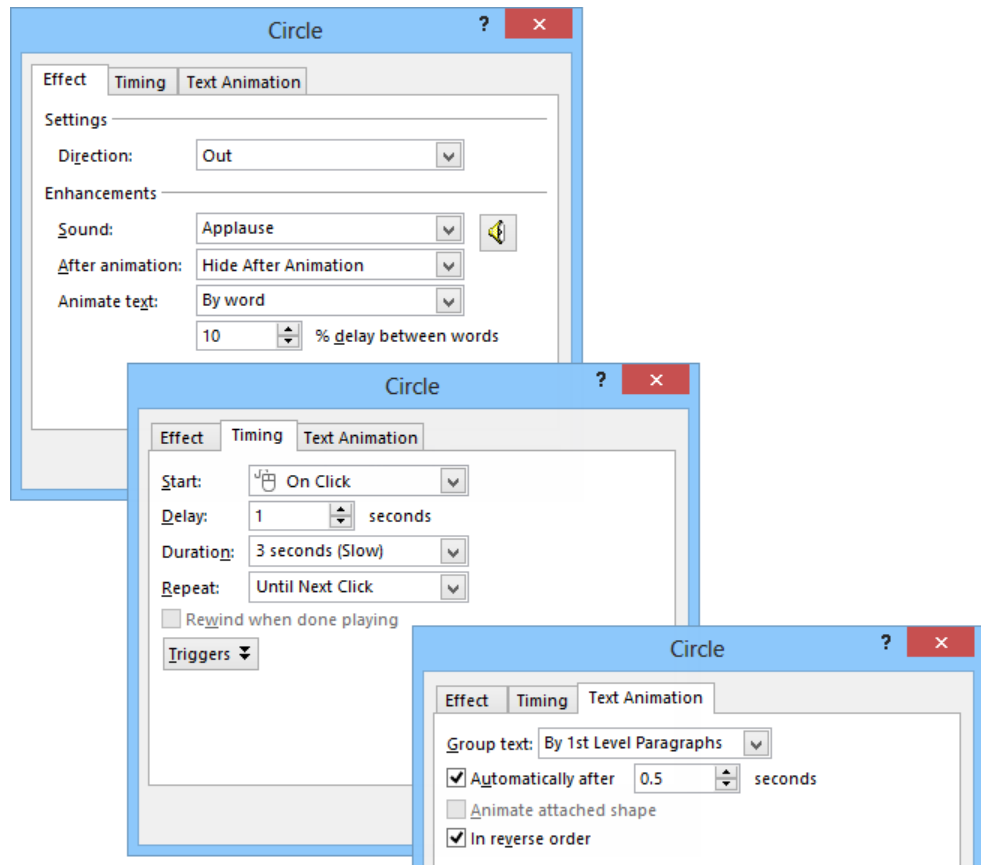 Circle ?
Effect Timing Text Animation
Settings
Direction: Out
Enhancements
Sound: Applause
After animation: Hide After Animation
Animate text: By word
10 % delay between words
Circle ?
Effect Timing Text Animation
Start: On Click
Delay: 1 seconds
Duration: 3 seconds (Slow)
Repeat: Until Next Click
Rewind when done playing
Triggers
Circle ?
Effect Timing Text Animation
Group text: By 1st Level Paragraphs
Automatically after 0.5 seconds
Animate attached shape
In reverse order